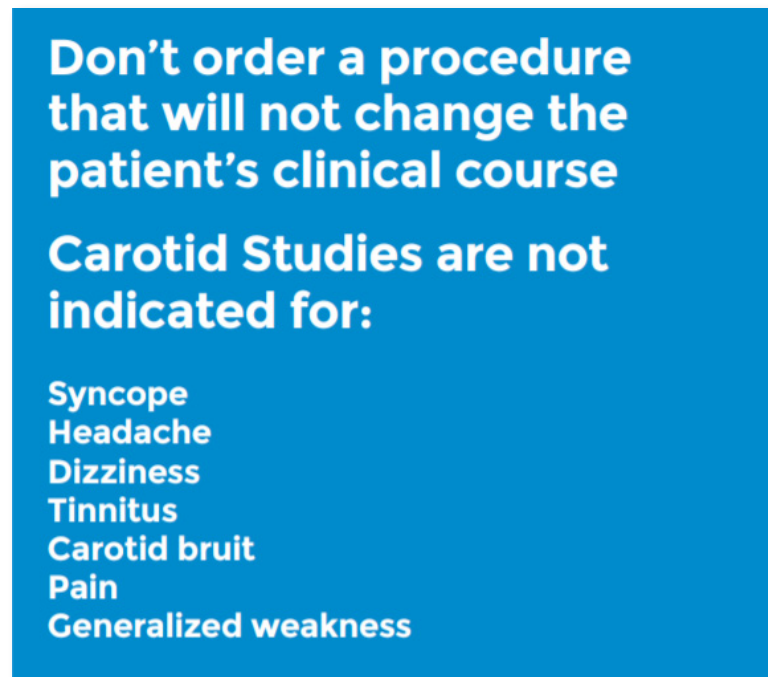 Don't order a procedure
that will not change the
patient's clinical course
Carotid Studies are not
indicated for:
Syncope
Headache
Dizziness
Tinnitus
Carotid bruit
Pain
Generalized weakness